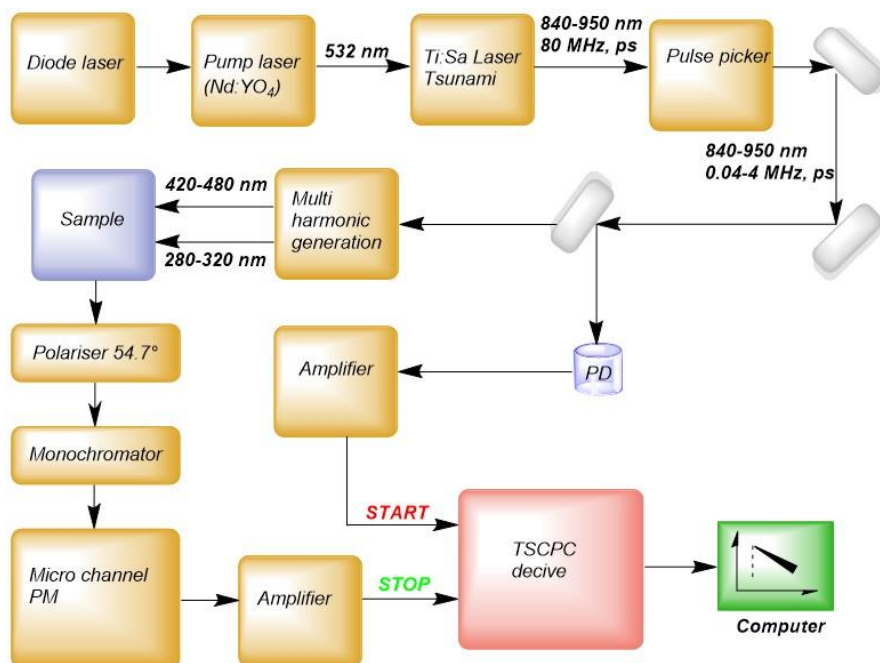 Diode laser
Pump laser
(Nd:YO4)
532 nm
Ti:Sa Laser
Tsunami
840-950 nm
80 MHz, ps
Pulse picker
840-950 nm
0.04-4 MHz, ps
Multi
harmonic
generation
420-480 nm
280-320 nm
Sample
Polariser 54.7°
Monochromator
Micro channel
PM
Amplifier
STOP
PD
Amplifier
START
TSCPC
decive
Computer